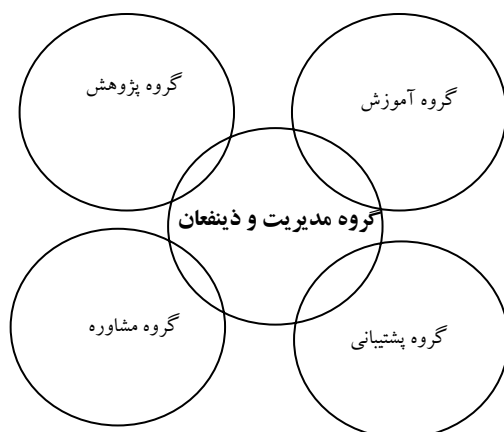 گروه آموزش
گروه پژوهش
گروه مدیریت و ذینفعان
گروه پشتیبانی
گروه مشاوره